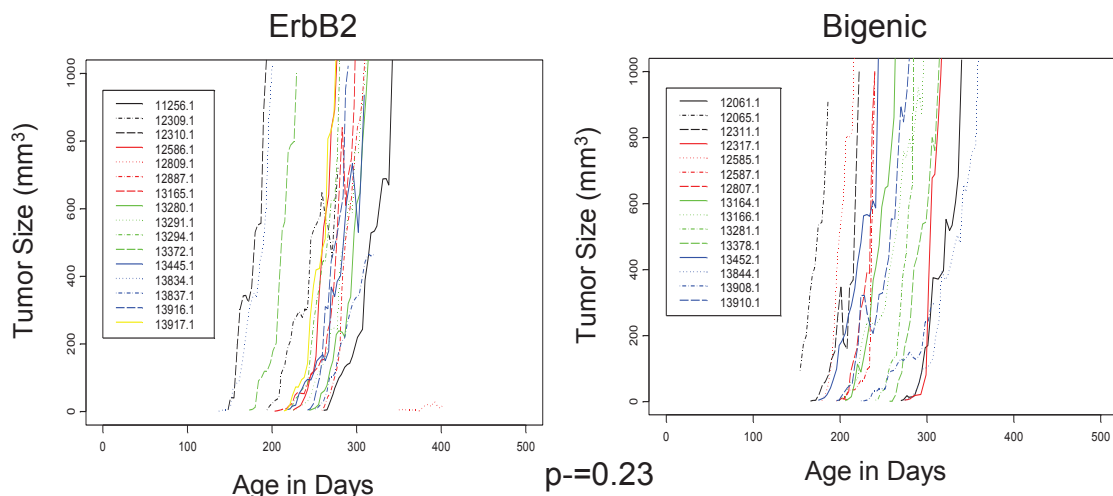 ErbB2
Tumor Size (mm3)
0 200 400 600 800 1000
11256.1
12309.1
12310.1
12586.1
12809.1
12887.1
13165.1
13280.1
13291.1
13294.1
13372.1
13445.1
13834.1
13837.1
13916.1
13917.1
0 100 200 300 400 500
Age in Days
Bigenic
Tumor Size (mm3)
0 200 400 600 800 1000
12061.1
12065.1
12311.1
12317.1
12585.1
12587.1
12807.1
13164.1
13166.1
13281.1
13378.1
13452.1
13844.1
13908.1
13910.1
0 100 200 300 400 500
Age in Days
p-=0.23